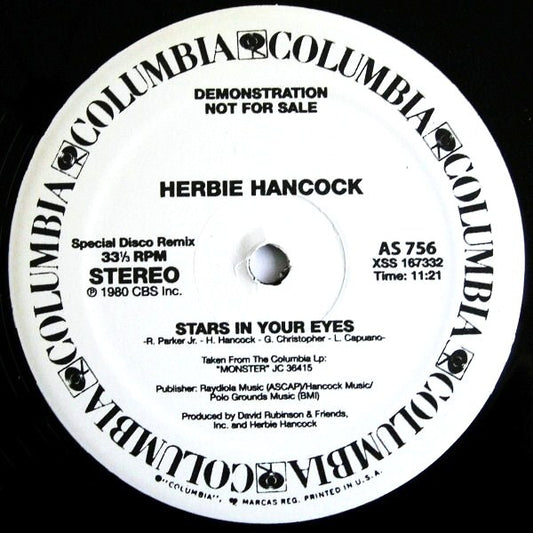 COLUMBIA COLUMBIA COLUMBIA COLUMBIA COLUMBIA COLUMBIA COLUMBIA COLUMBIA
DEMONSTRATION
NOT FOR SALE
HERBIE HANCOCK
Special Disco Remix
33⅓ RPM
STEREO
℗ 1980 CBS Inc.
AS 756
XSS 167332
Time: 11:21
STARS IN YOUR EYES
-R. Parker Jr. - H. Hancock - G. Christopher - L. Capuano-
Taken From The Columbia Lp:
"MONSTER" JC 36415
Publisher: Raydiola Music (ASCAP)/Hancock Music/
Polo Grounds Music (BMI)
Produced by David Rubinson & Friends,
Inc. and Herbie Hancock
"COLUMBIA", MARCAS REG. PRINTED IN U.S.A.